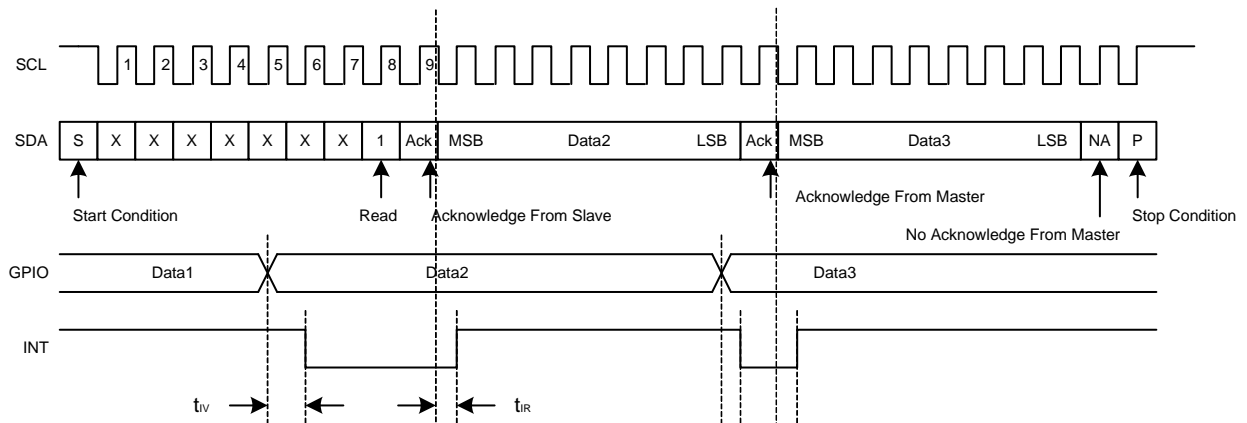 SCL 1 2 3 4 5 6 7 8 9
SDA S X X X X X X X 1 Ack MSB Data2 LSB Ack MSB Data3 LSB NA P
Acknowledge From Master
Start Condition Read Acknowledge From Slave Stop Condition
No Acknowledge From Master
GPIO Data1 Data2 Data3
INT
tIV tIR